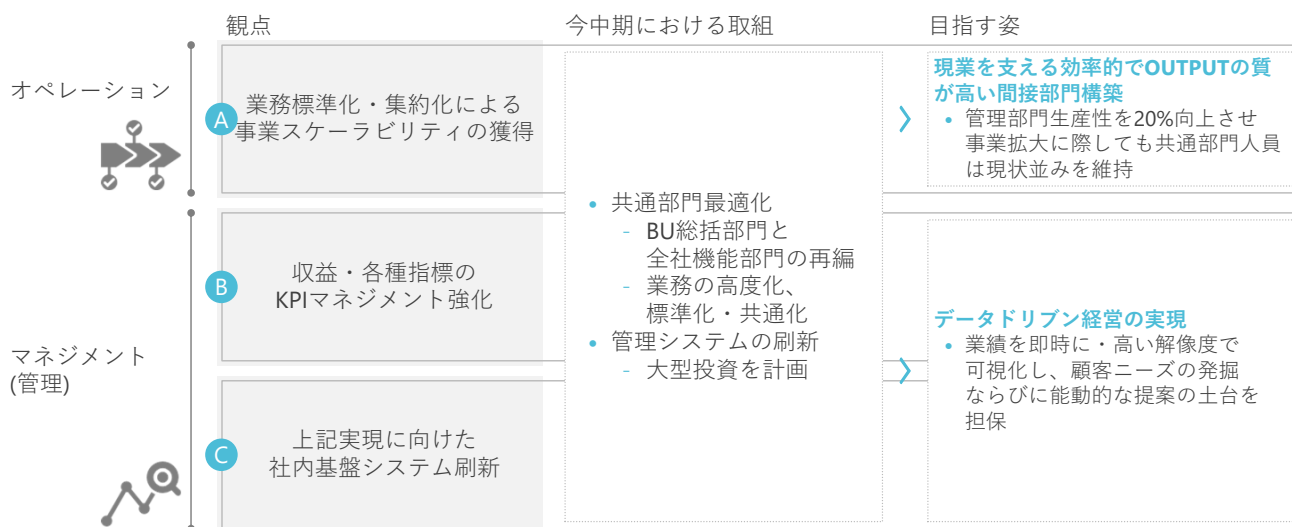 観点
今中期における取組
目指す姿
オペレーション
A
業務標準化・集約化による
事業スケーラビリティの獲得
マネジメント
(管理)
B
収益・各種指標の
KPIマネジメント強化
C
上記実現に向けた
社内基盤システム刷新
• 共通部門最適化
- BU総括部門と
全社機能部門の再編
- 業務の高度化、
標準化・共通化
• 管理システムの刷新
- 大型投資を計画
現業を支える効率的でOUTPUTの質
が高い間接部門構築
• 管理部門生産性を20%向上させ
事業拡大に際しても共通部門人員
は現状並みを維持
データドリブン経営の実現
• 業績を即時に・高い解像度で
可視化し、顧客ニーズの発掘
ならびに能動的な提案の土台を
担保